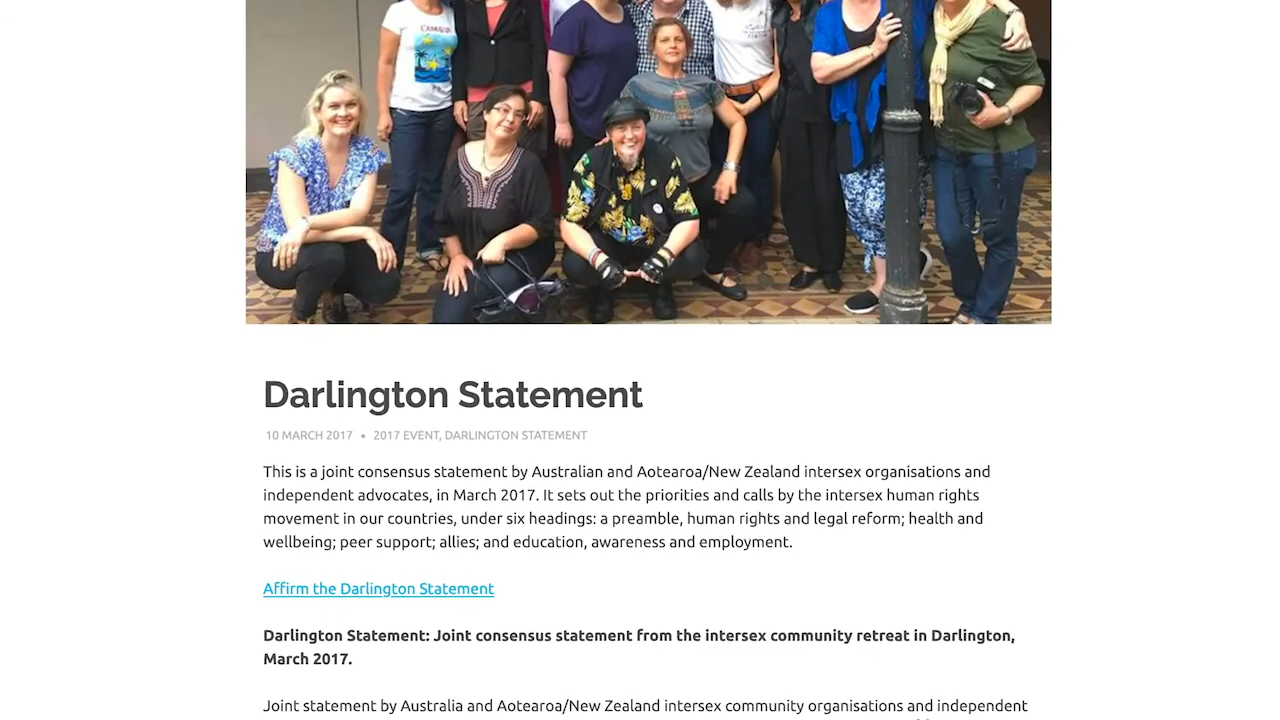 Darlington Statement
10 MARCH 2017 • 2017 EVENT, DARLINGTON STATEMENT
This is a joint consensus statement by Australian and Aotearoa/New Zealand intersex organisations and
independent advocates, in March 2017. It sets out the priorities and calls by the intersex human rights
movement in our countries, under six headings: a preamble, human rights and legal reform; health and
wellbeing; peer support; allies; and education, awareness and employment.
Affirm the Darlington Statement
Darlington Statement: Joint consensus statement from the intersex community retreat in Darlington,
March 2017.
Joint statement by Australia and Aotearoa/New Zealand intersex community organisations and independent